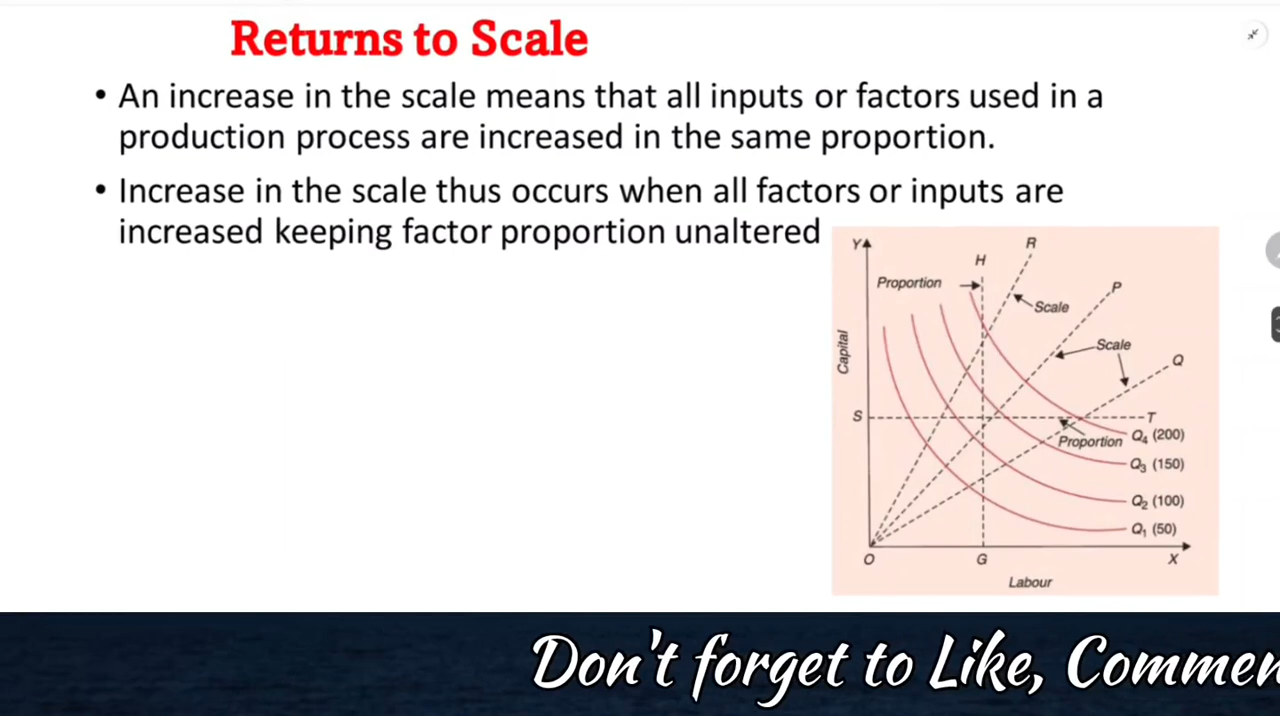 Returns to Scale
• An increase in the scale means that all inputs or factors used in a
production process are increased in the same proportion.
• Increase in the scale thus occurs when all factors or inputs are
increased keeping factor proportion unaltered
Y
R
H
Proportion
P
Scale
Capital
Scale
Q
S
T
Proportion
Q₄ (200)
Q₃ (150)
Q₂ (100)
Q₁ (50)
O
G
X
Labour
Don't forget to Like, Commen